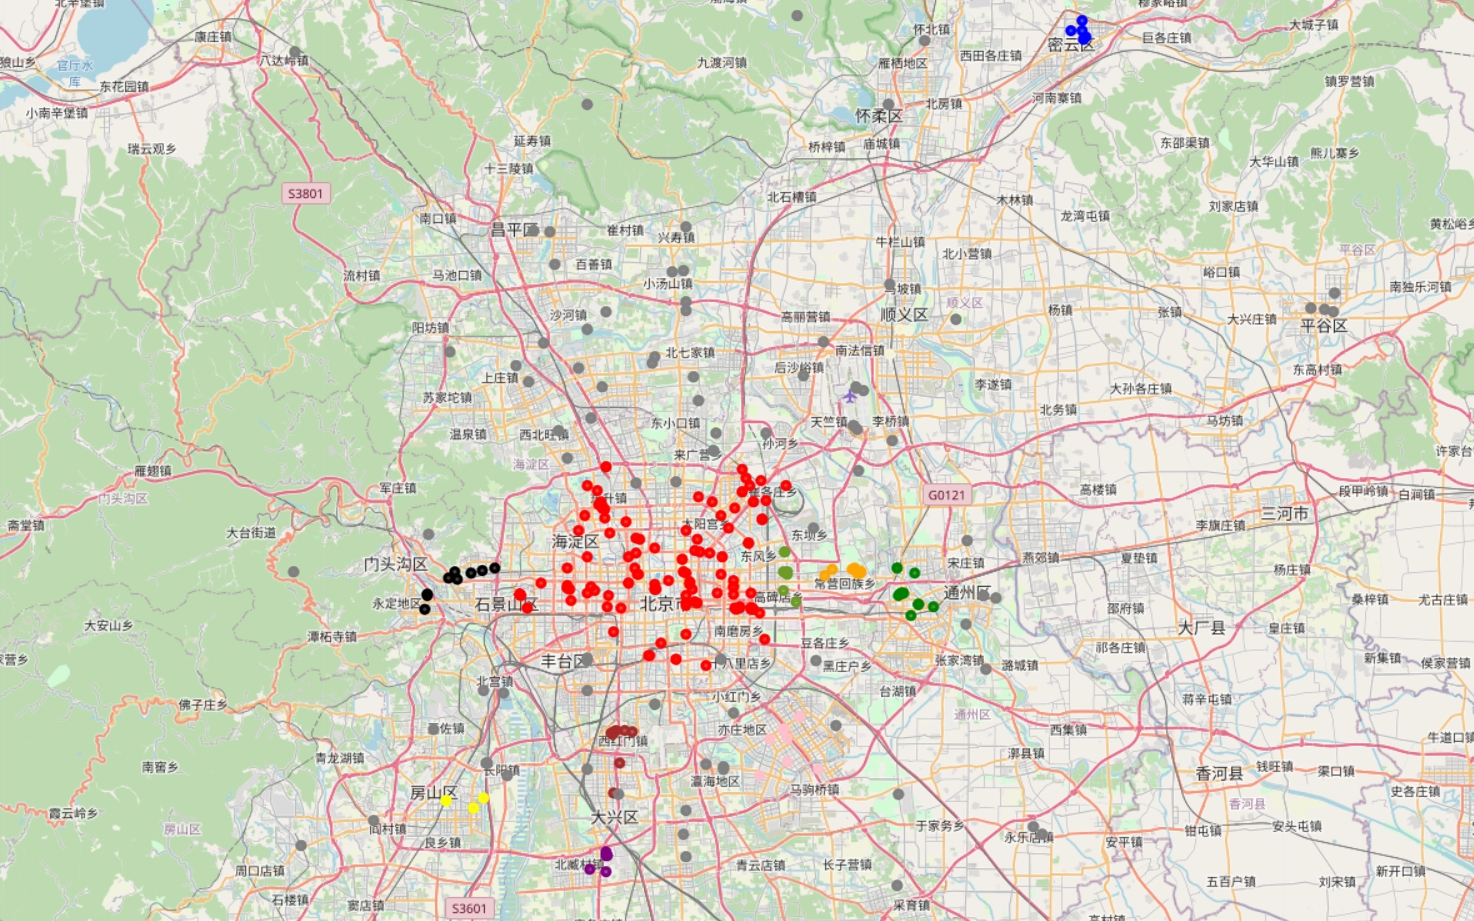 北辛堡镇
渤海镇
穆家峪镇
康庄镇
怀北镇
大城子镇
密云区
巨各庄镇
狼山乡
官厅水
库
八达岭镇
九渡河镇
雁栖地区
西田各庄镇
东花园镇
镇罗营镇
小南辛堡镇
北房镇
河南寨镇
怀柔区
延寿镇
桥梓镇
庙城镇
东邵渠镇
瑞云观乡
熊儿寨乡
大华山镇
十三陵镇
S3801
北石槽镇
木林镇
刘家店镇
南口镇
龙湾屯镇
黄松峪乡
昌平区
崔村镇
兴寿镇
牛栏山镇
平谷区
北小营镇
流村镇
马池口镇
百善镇
小汤山镇
峪口镇
马坡镇
南独乐河镇
顺义区
沙河镇
高丽营镇
顺义区
杨镇
张镇
大兴庄镇
平谷区
阳坊镇
北七家镇
南法信镇
后沙峪镇
东高村镇
上庄镇
李遂镇
大孙各庄镇
苏家坨镇
北务镇
东小口镇
天竺镇
李桥镇
马坊镇
温泉镇
西北旺镇
孙河乡
来广营乡
海淀区
许家台
雁翅镇
军庄镇
崔各庄乡
G0121
高楼镇
段甲岭镇
白涧镇
门头沟区
三河市
斋堂镇
大台街道
太阳宫乡
东坝乡
李旗庄镇
海淀区
东风乡
燕郊镇
夏垫镇
门头沟区
宋庄镇
杨庄镇
常营回族乡
通州区
永定地区
石景山区
北京市
高碑店乡
桑梓镇
尤古庄镇
邵府镇
大安山乡
潭柘寺镇
南磨房乡
大厂县
皇庄镇
豆各庄乡
祁各庄镇
丰台区
十八里店乡
黑庄户乡
张家湾镇
潞城镇
新集镇
侯家营镇
北宫镇
台湖镇
小红门乡
蒋辛屯镇
佛子庄乡
通州区
亦庄地区
西集镇
西红门镇
牛道口镇
漷县镇
青龙湖镇
南窖乡
长阳镇
瀛海地区
香河县
钱旺镇
渠口镇
马驹桥镇
房山区
史各庄镇
香河县
霞云岭乡
大兴区
房山区
阎村镇
于家务乡
永乐店镇
钳屯镇
安头屯镇
安平镇
良乡镇
北臧村镇
青云店镇
长子营镇
周口店镇
新开口镇
五百户镇
刘宋镇
石楼镇
窦店镇
S3601
采育镇